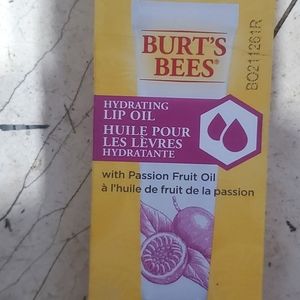 BURT'S
BEES®
HYDRATING
LIP OIL
HUILE POUR
LES LÈVRES
HYDRATANTE
with Passion Fruit Oil
à l'huile de fruit de la passion
BO211261R